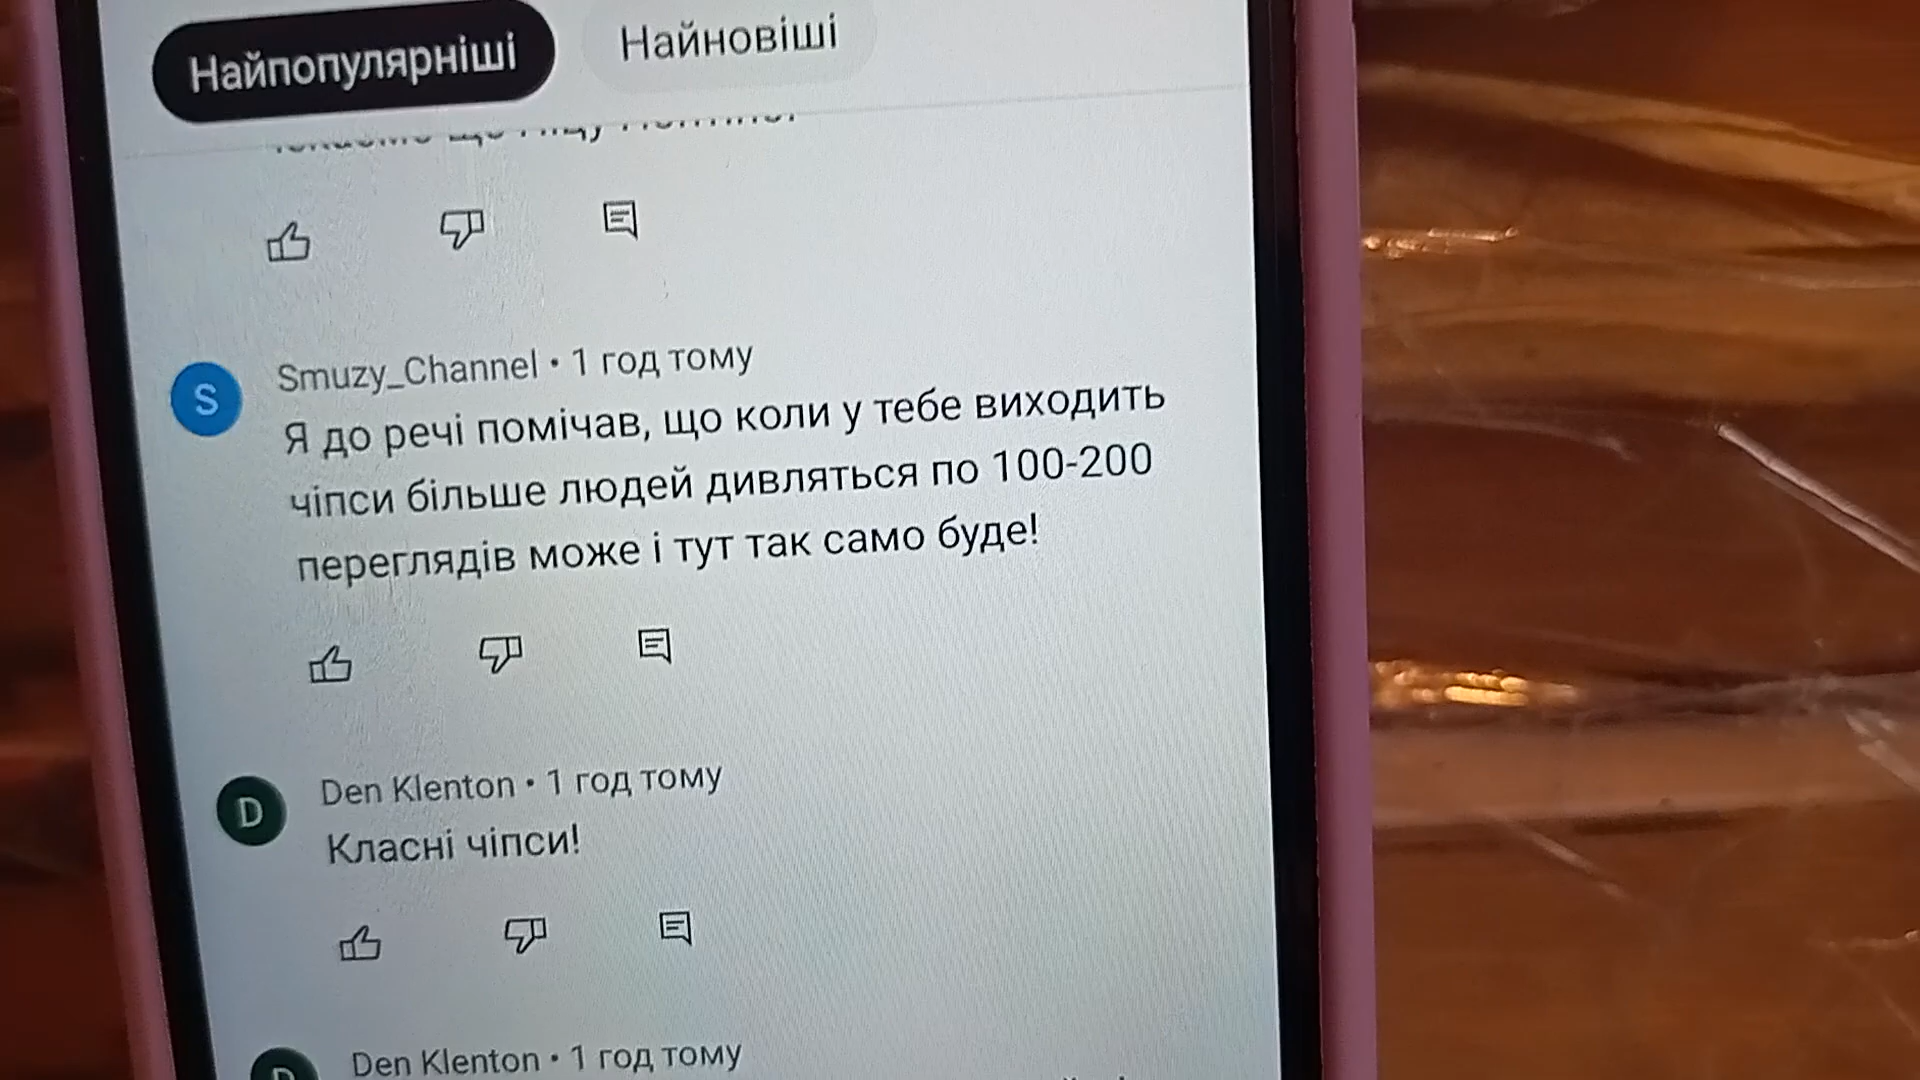 Найпопулярніші
Найновіші
Smuzy_Channel • 1 год тому
S
Я до речі помічав, що коли у тебе виходить
чіпси більше людей дивляться по 100-200
переглядів може і тут так само буде!
Den Klenton • 1 год тому
D
Класні чіпси!
Den Klenton • 1 год тому
D